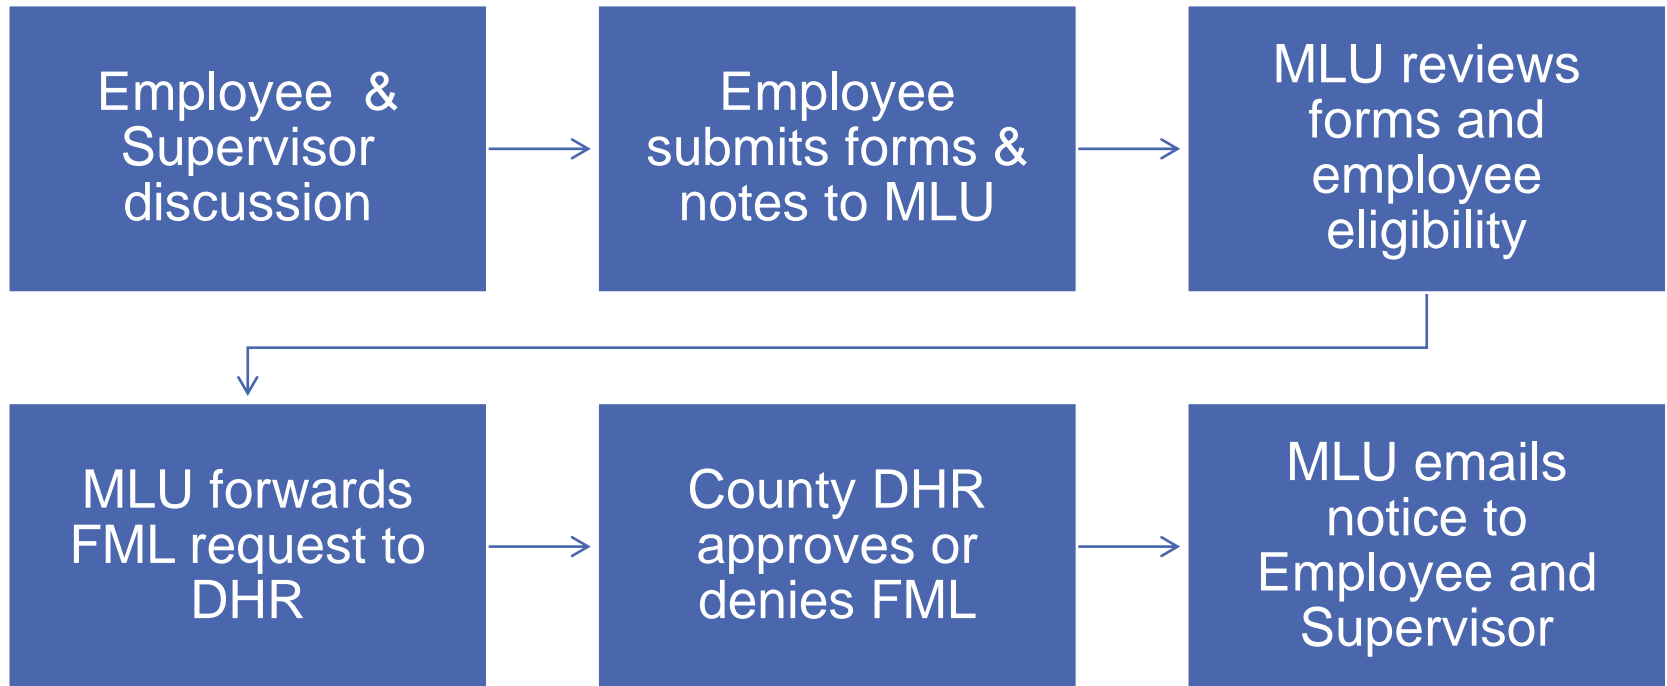 Employee &
Supervisor
discussion
Employee
submits forms &
notes to MLU
MLU reviews
forms and
employee
eligibility
MLU forwards
FML request to
DHR
County DHR
approves or
denies FML
MLU emails
notice to
Employee and
Supervisor